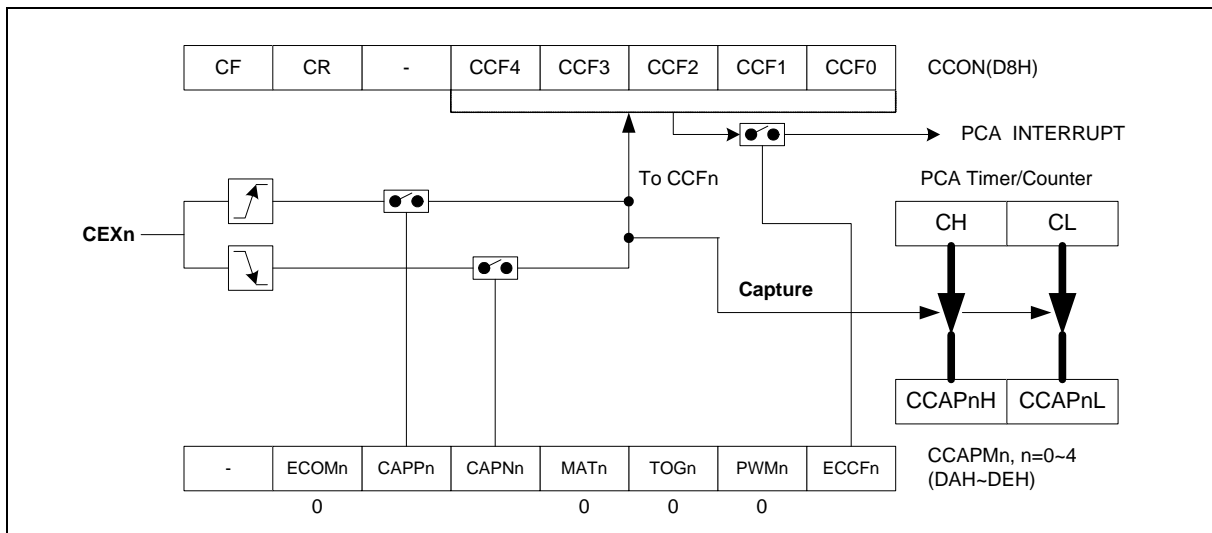 CF CR - CCF4 CCF3 CCF2 CCF1 CCF0 CCON(D8H)
PCA INTERRUPT
To CCFn
PCA Timer/Counter
CEXn
CH CL
Capture
CCAPnH CCAPnL
- ECOMn CAPPn CAPNn MATn TOGn PWMn ECCFn
CCAPMn, n=0~4
(DAH~DEH)
0 0 0 0